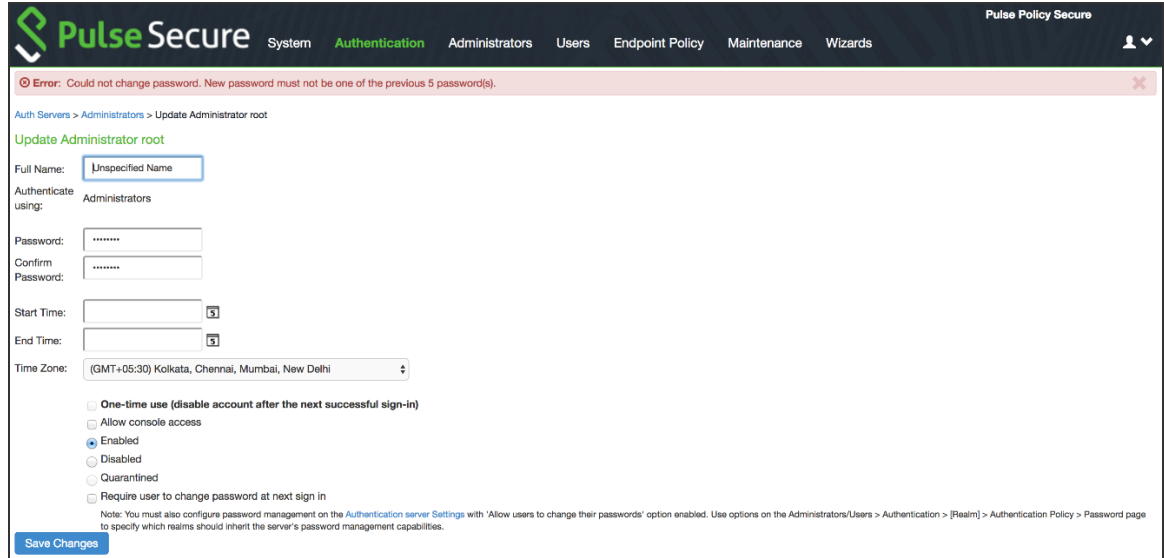 Pulse Policy Secure
Pulse Secure System Authentication Administrators Users Endpoint Policy Maintenance Wizards
Error: Could not change password. New password must not be one of the previous 5 password(s).
Auth Servers > Administrators > Update Administrator root
Update Administrator root
Full Name: Unspecified Name
Authenticate
using:
Administrators
Password: ••••••••
Confirm
Password:
••••••••
Start Time: 5
End Time: 5
Time Zone: (GMT+05:30) Kolkata, Chennai, Mumbai, New Delhi
One-time use (disable account after the next successful sign-in)
Allow console access
Enabled
Disabled
Quarantined
Require user to change password at next sign in
Note: You must also configure password management on the Authentication server Settings with 'Allow users to change their passwords' option enabled. Use options on the Administrators/Users > Authentication > [Realm] > Authentication Policy > Password page
to specify which realms should inherit the server's password management capabilities.
Save Changes